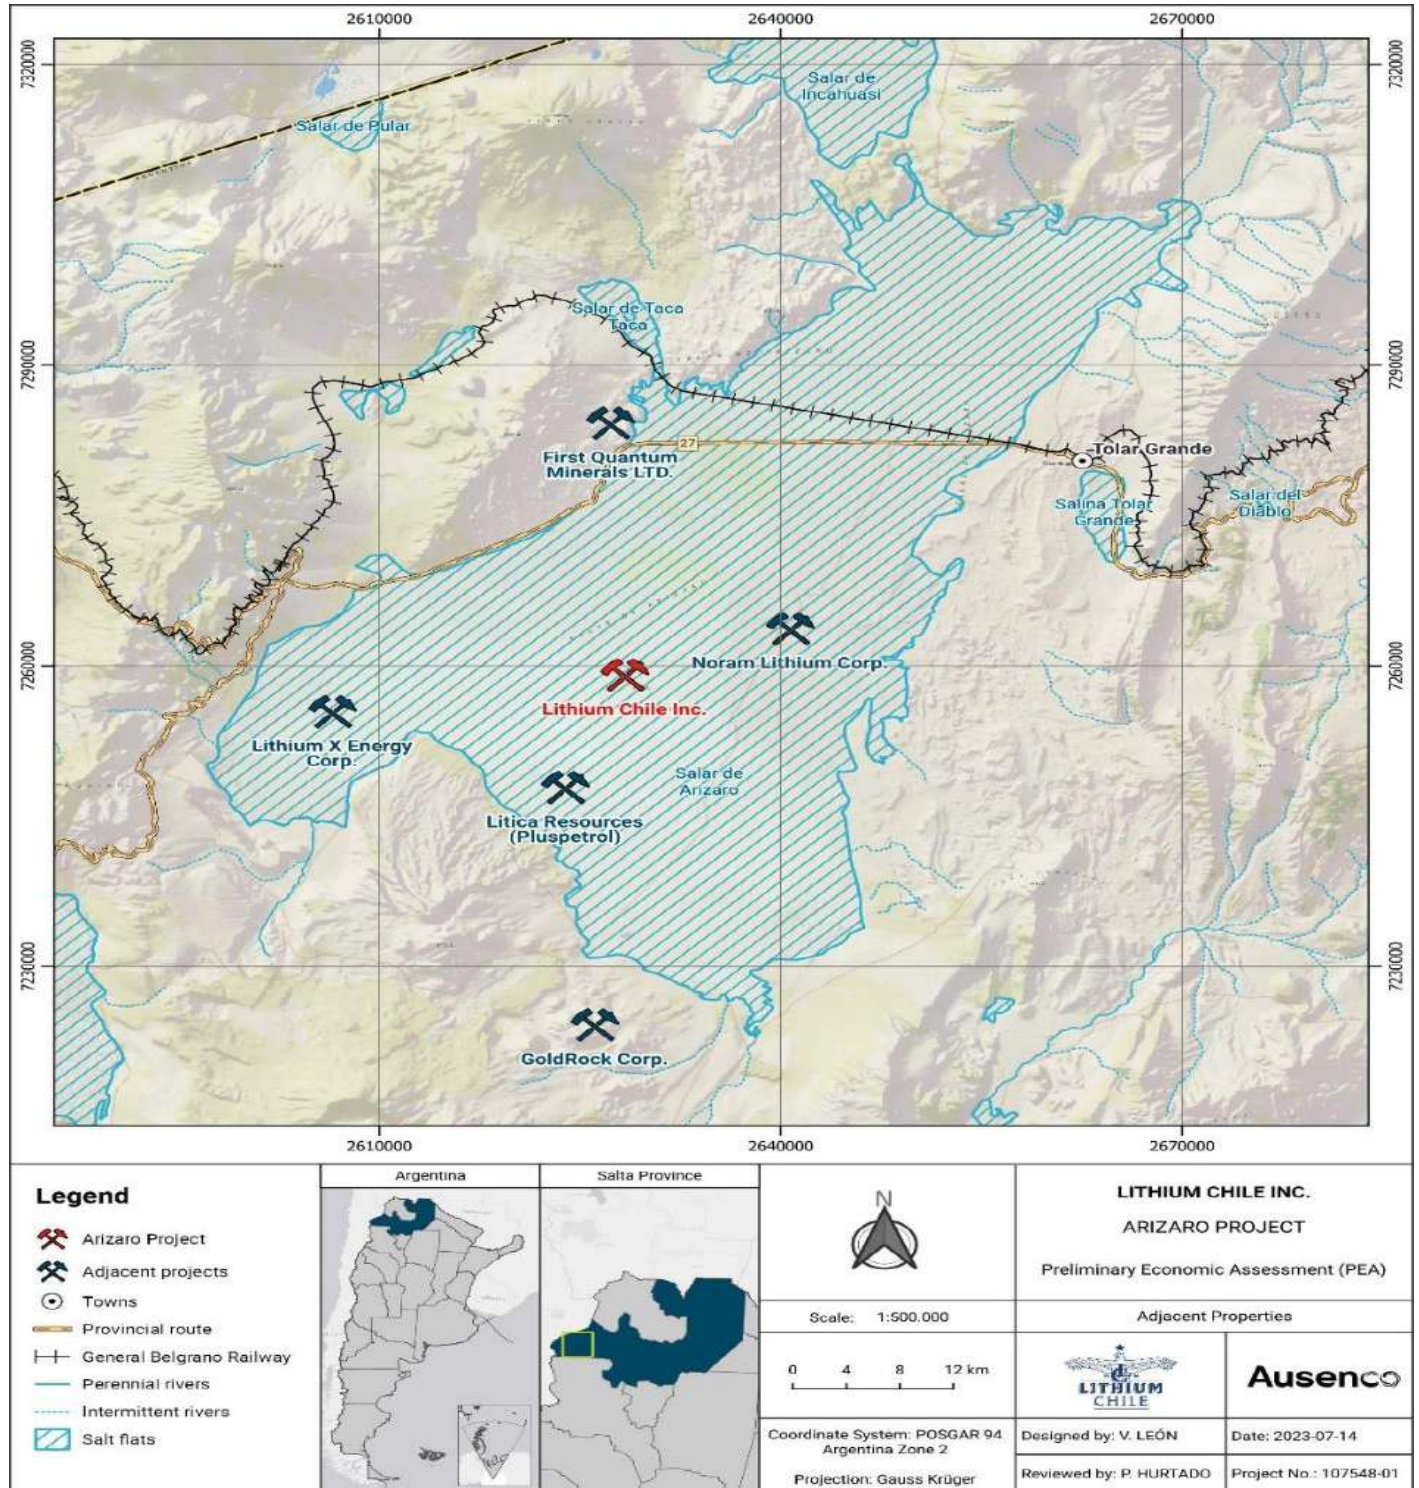 2610000
2640000
2670000
7320000
7320000
Salar de
Incahuasi
Salar de Pular
Salar de Taca
Taca
7290000
7290000
27
First Quantum
Minerals LTD.
Tolar Grande
Salina Tolar
Grande
Salar del
Diablo
Noram Lithium Corp.
7260000
7260000
Lithium Chile Inc.
Lithium X Energy
Corp.
Salar de
Arizaro
Litica Resources
(Pluspetrol)
7230000
7230000
GoldRock Corp.
2610000
2640000
2670000
Legend
Arizaro Project
Adjacent projects
Towns
Provincial route
General Belgrano Railway
Perennial rivers
Intermittent rivers
Salt flats
Argentina
Salta Province
N
Scale: 1:500.000
0 4 8 12 km
Coordinate System: POSGAR 94
Argentina Zone 2
Projection: Gauss Krüger
LITHIUM CHILE INC.
ARIZARO PROJECT
Preliminary Economic Assessment (PEA)
Adjacent Properties
LITHIUM
CHILE
Ausenco
Designed by: V. LEÓN
Date: 2023-07-14
Reviewed by: P. HURTADO
Project No.: 107548-01